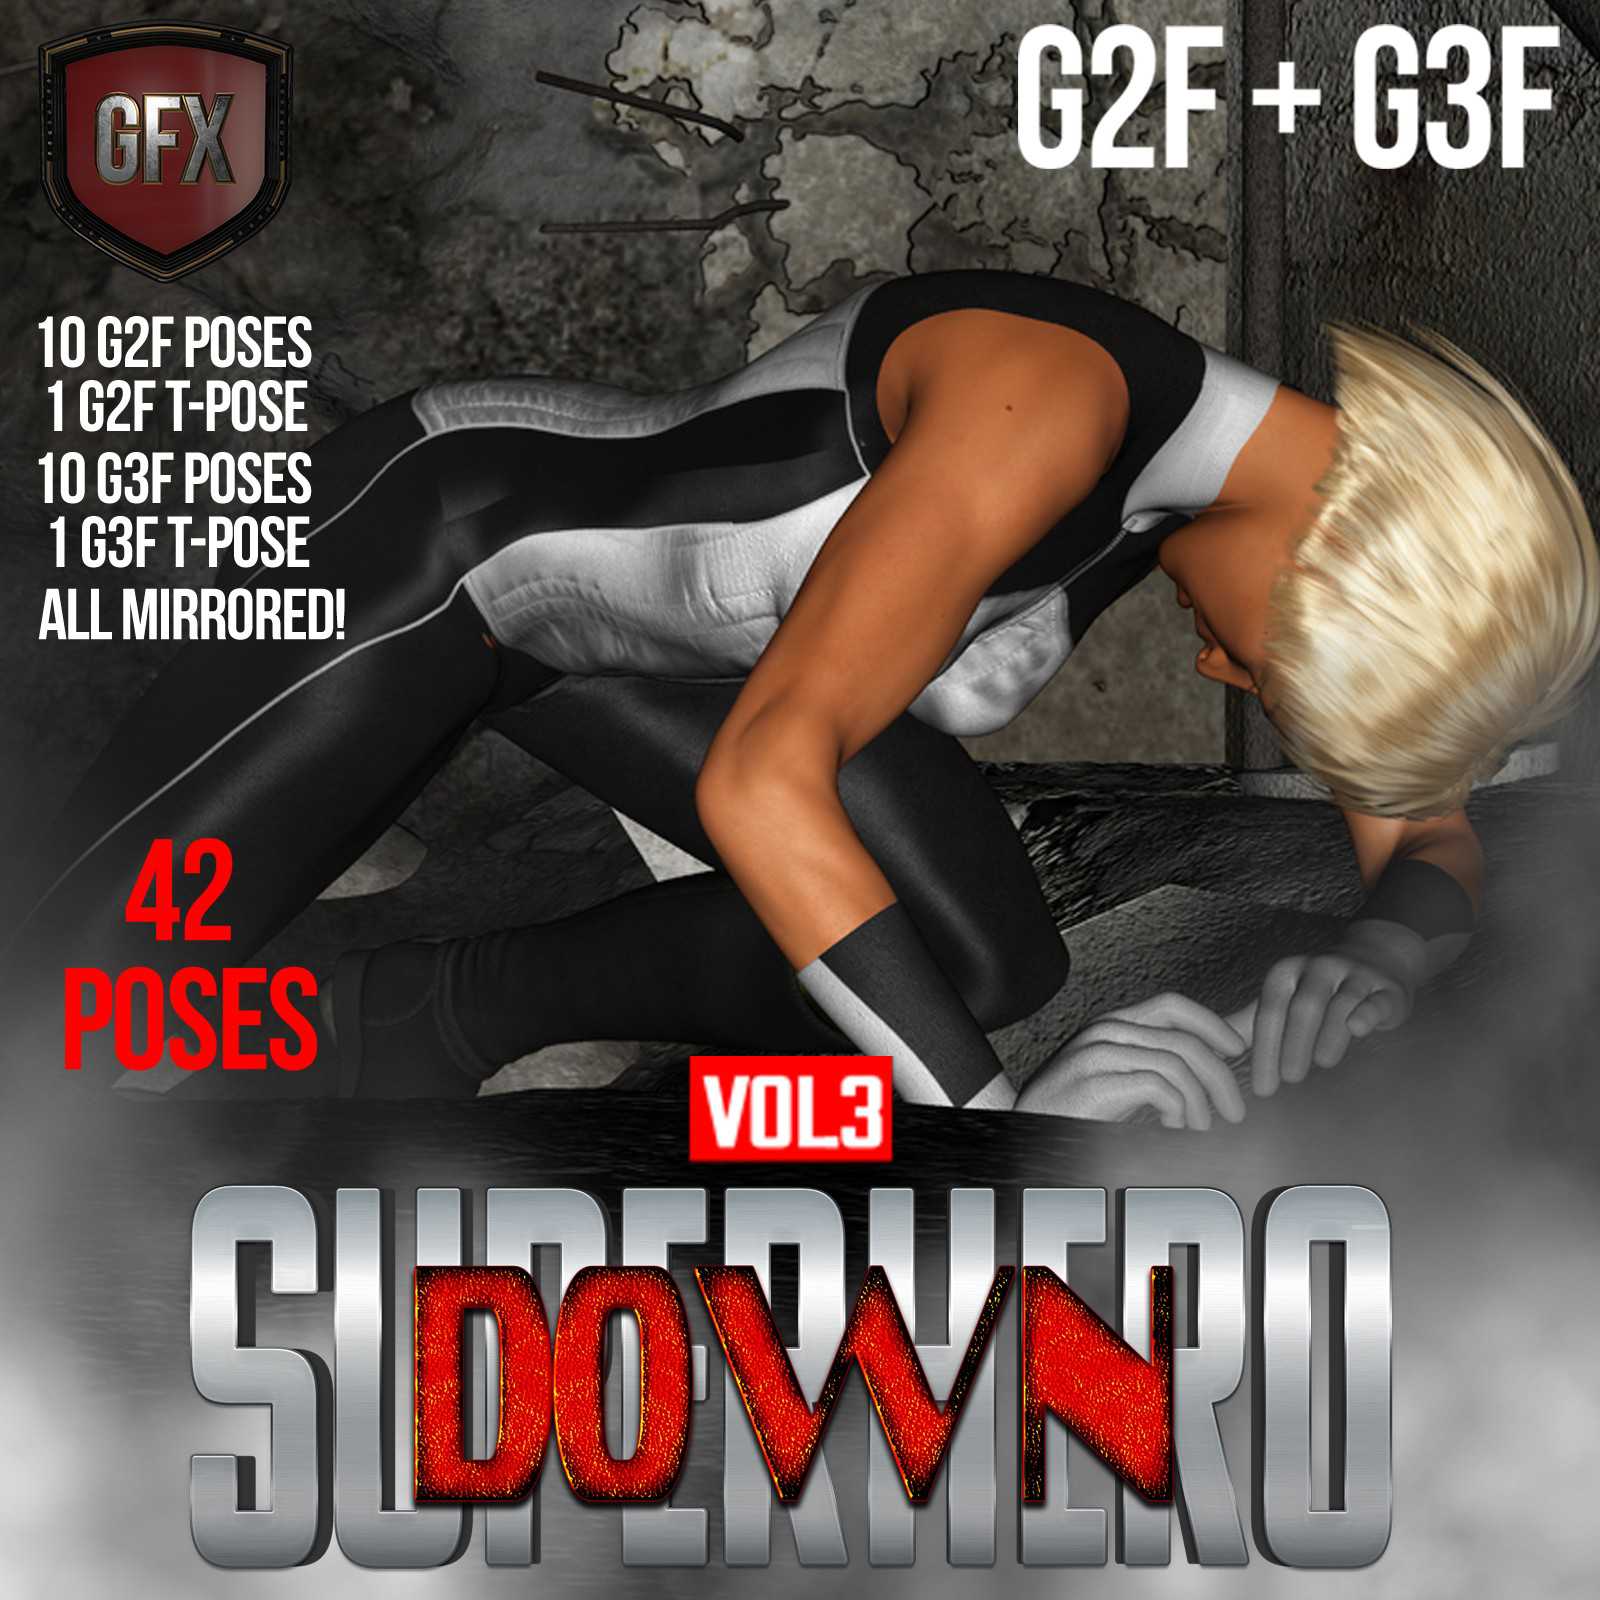 GFX
G2F + G3F
10 G2F POSES
1 G2F T-POSE
10 G3F POSES
1 G3F T-POSE
ALL MIRRORED!
42
POSES
VOL3
SUPERHERO
DOWN